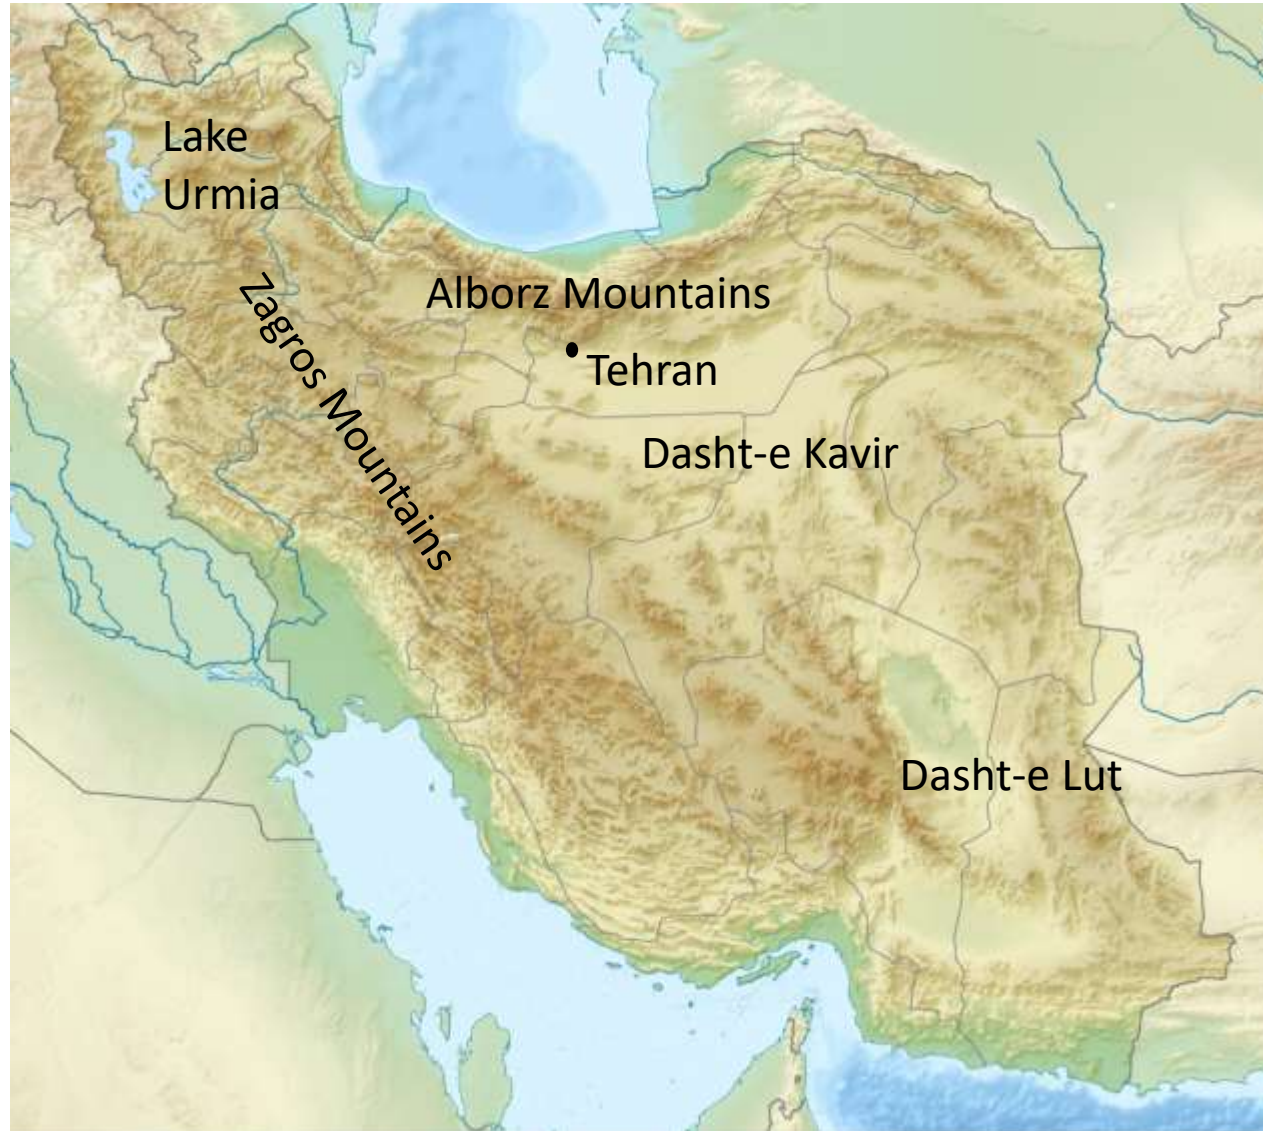 Lake
Urmia
Alborz Mountains
Zagros Mountains
Tehran
Dasht-e Kavir
Dasht-e Lut